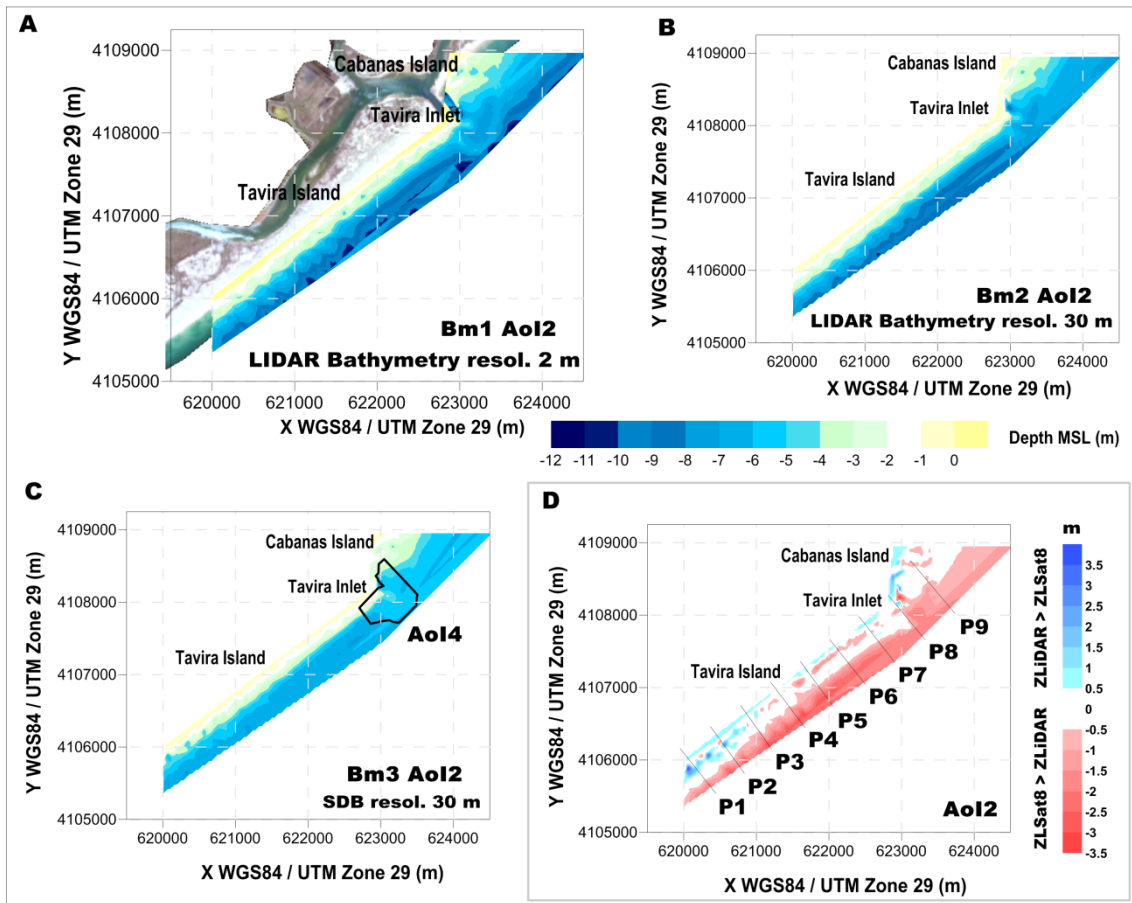 A
4109000
4108000
4107000
4106000
4105000
Y WGS84 / UTM Zone 29 (m)
Cabanas Island
Tavira Inlet
Tavira Island
Bm1 AoI2
LIDAR Bathymetry resol. 2 m
620000 621000 622000 623000 624000
X WGS84 / UTM Zone 29 (m)
B
4109000
4108000
4107000
4106000
4105000
Y WGS84 / UTM Zone 29 (m)
Cabanas Island
Tavira Inlet
Tavira Island
Bm2 AoI2
LIDAR Bathymetry resol. 30 m
620000 621000 622000 623000 624000
X WGS84 / UTM Zone 29 (m)
Depth MSL (m)
-12 -11 -10 -9 -8 -7 -6 -5 -4 -3 -2 -1 0
C
4109000
4108000
4107000
4106000
4105000
Y WGS84 / UTM Zone 29 (m)
Cabanas Island
Tavira Inlet
AoI4
Tavira Island
Bm3 AoI2
SDB resol. 30 m
620000 621000 622000 623000 624000
X WGS84 / UTM Zone 29 (m)
D
4109000
4108000
4107000
4106000
4105000
Y WGS84 / UTM Zone 29 (m)
Cabanas Island
Tavira Inlet
Tavira Island
P9
P8
P7
P6
P5
P4
P3
P2
P1
AoI2
620000 621000 622000 623000 624000
X WGS84 / UTM Zone 29 (m)
m
3.5
3
2.5
2
1.5
1
0.5
0
-0.5
-1
-1.5
-2
-2.5
-3
-3.5
ZLiDAR > ZLSat8
ZLSat8 > ZLiDAR